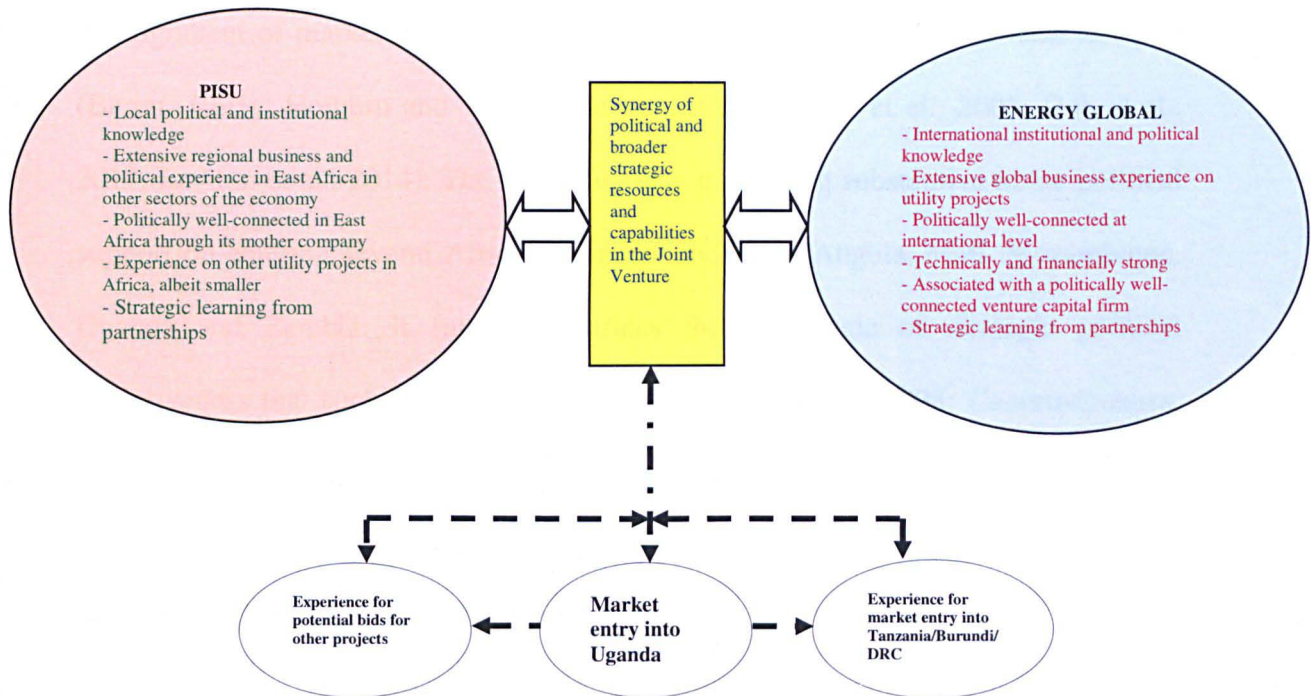 PISU
- Local political and institutional
knowledge
- Extensive regional business and
political experience in East Africa in
other sectors of the economy
- Politically well-connected in East
Africa through its mother company
- Experience on other utility projects in
Africa, albeit smaller
- Strategic learning from
partnerships
Synergy of
political and
broader
strategic
resources
and
capabilities
in the Joint
Venture
ENERGY GLOBAL
- International institutional and political
knowledge
- Extensive global business experience on
utility projects
- Politically well-connected at
international level
- Technically and financially strong
- Associated with a politically well-
connected venture capital firm
- Strategic learning from partnerships
Experience for
potential bids for
other projects
Market
entry into
Uganda
Experience for
market entry into
Tanzania/Burundi/
DRC